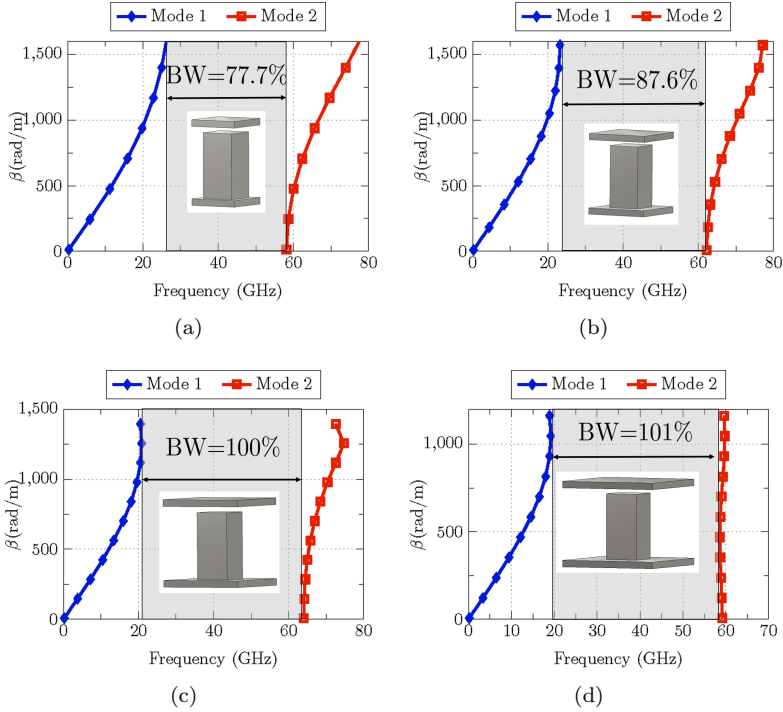 Mode 1 Mode 2
1,500
1,000
500
0
β(rad/m)
BW=77.7%
0 20 40 60 80
Frequency (GHz)
(a)
Mode 1 Mode 2
1,500
1,000
500
0
β(rad/m)
BW=87.6%
0 20 40 60 80
Frequency (GHz)
(b)
Mode 1 Mode 2
1,500
1,000
500
0
β(rad/m)
BW=100%
0 20 40 60 80
Frequency (GHz)
(c)
Mode 1 Mode 2
1,000
500
0
β(rad/m)
BW=101%
0 10 20 30 40 50 60 70
Frequency (GHz)
(d)